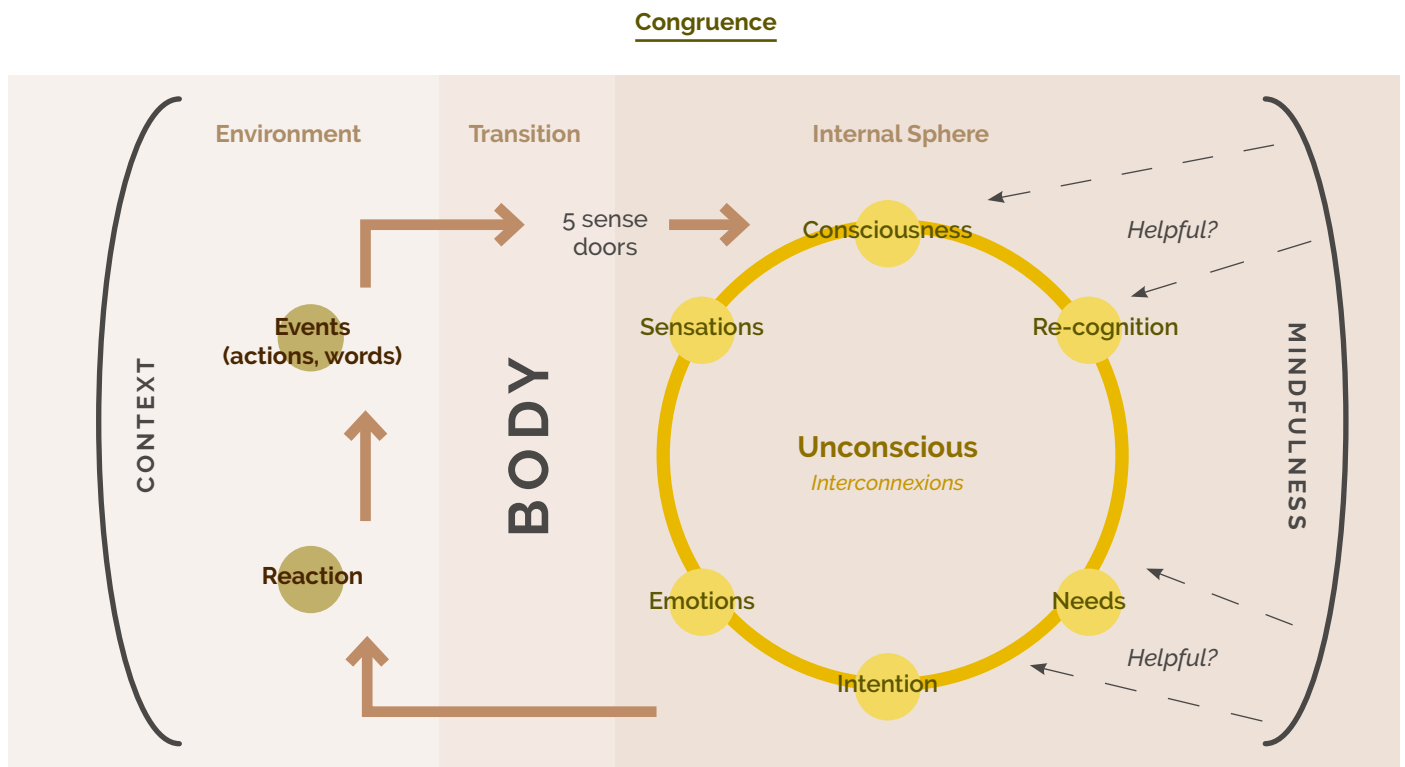 Congruence
Environment
Transition
Internal Sphere
5 sense
doors
Consciousness
Helpful?
Events
(actions, words)
Sensations
Re-cognition
CONTEXT
BODY
Unconscious
Interconnexions
MINDFULNESS
Reaction
Emotions
Needs
Helpful?
Intention